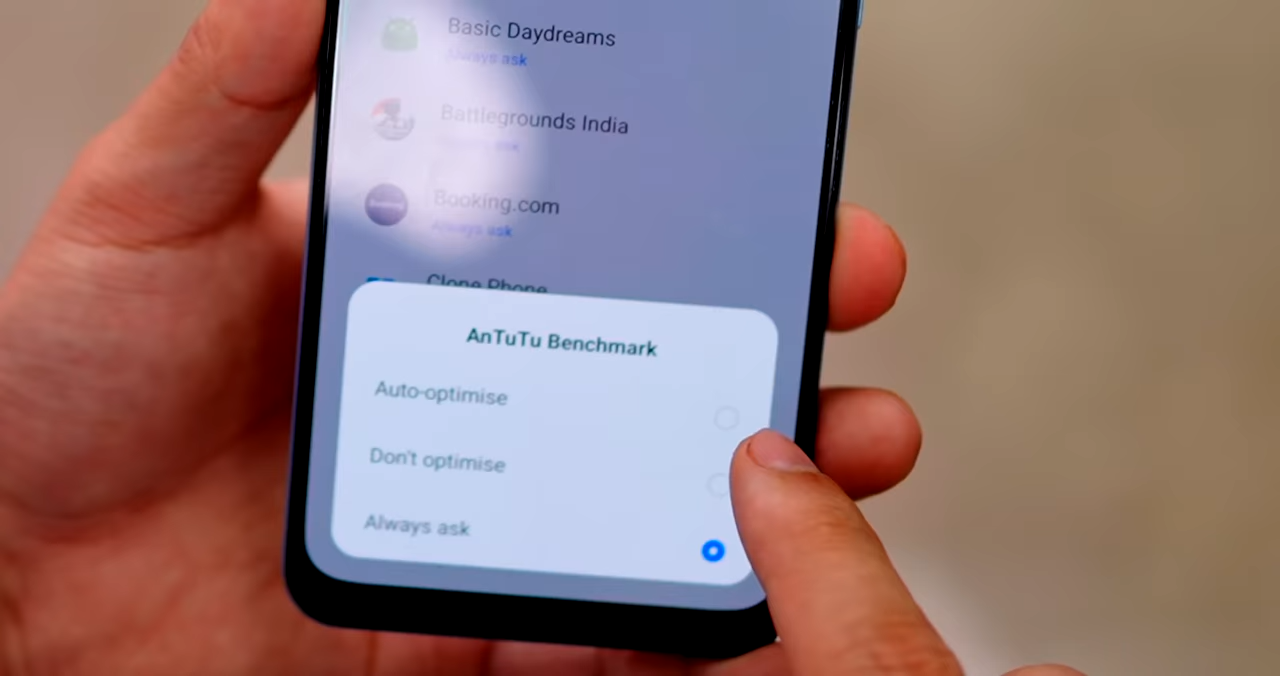 Basic Daydreams
Always ask
Battlegrounds India
Booking.com
Always ask
Clone Phone
AnTuTu Benchmark
Auto-optimise
Don't optimise
Always ask